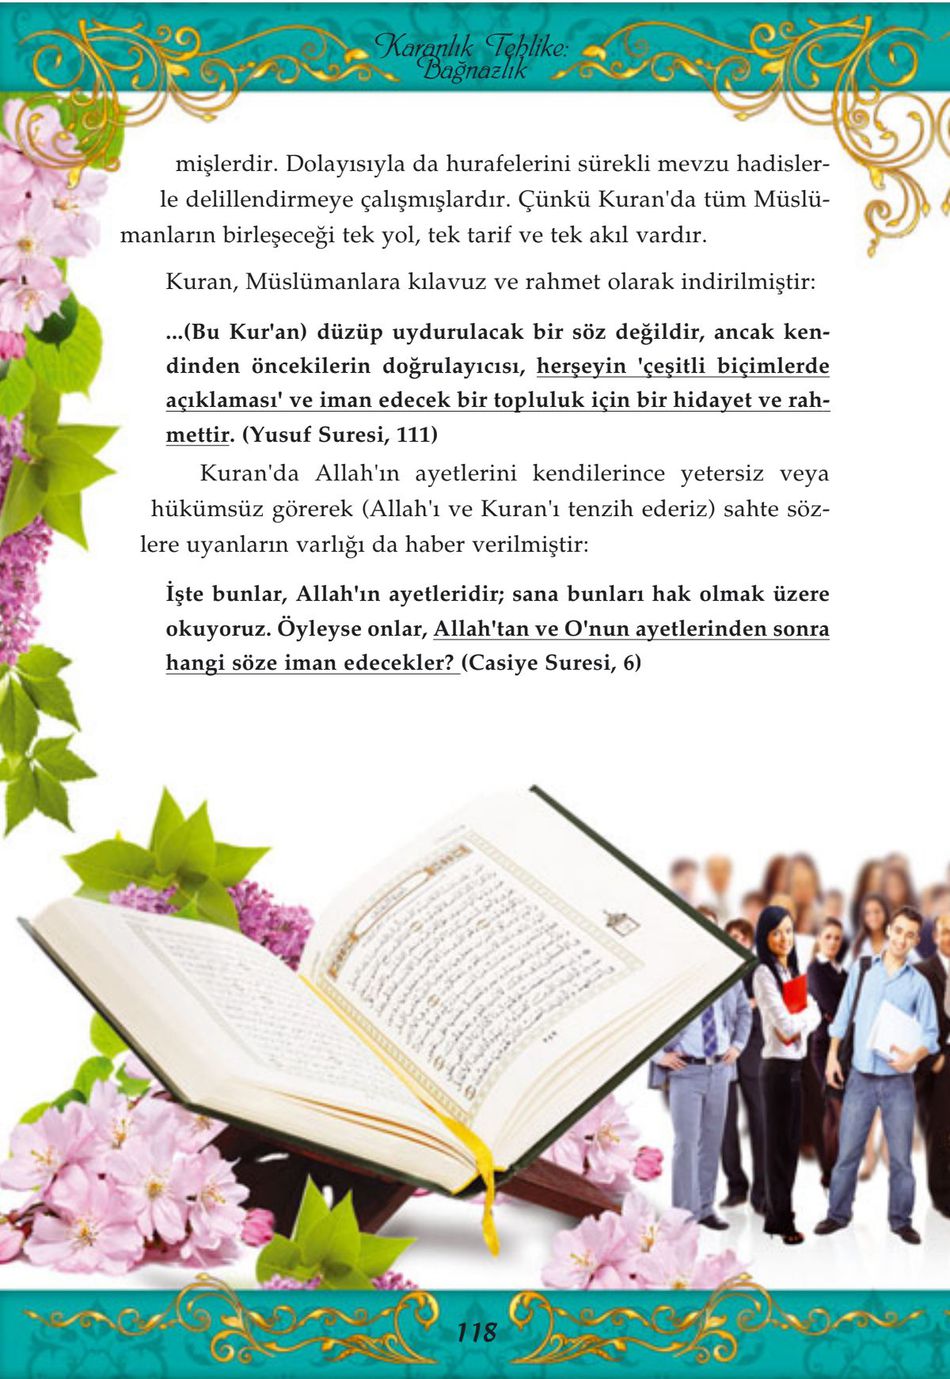 Karanlık Tehlike:
Bağnazlık
mişlerdir. Dolayısıyla da hurafelerini sürekli mevzu hadisler-
le delillendirmeye çalışmışlardır. Çünkü Kuran'da tüm Müslü-
manların birleşeceği tek yol, tek tarif ve tek akıl vardır.
Kuran, Müslümanlara kılavuz ve rahmet olarak indirilmiştir:
...(Bu Kur'an) düzüp uydurulacak bir söz değildir, ancak ken-
dinden öncekilerin doğrulayıcısı, herşeyin 'çeşitli biçimlerde
açıklaması' ve iman edecek bir topluluk için bir hidayet ve rah-
mettir. (Yusuf Suresi, 111)
Kuran'da Allah'ın ayetlerini kendilerince yetersiz veya
hükümsüz görerek (Allah'ı ve Kuran'ı tenzih ederiz) sahte söz-
lere uyanların varlığı da haber verilmiştir:
İşte bunlar, Allah'ın ayetleridir; sana bunları hak olmak üzere
okuyoruz. Öyleyse onlar, Allah'tan ve O'nun ayetlerinden sonra
hangi söze iman edecekler? (Casiye Suresi, 6)
118